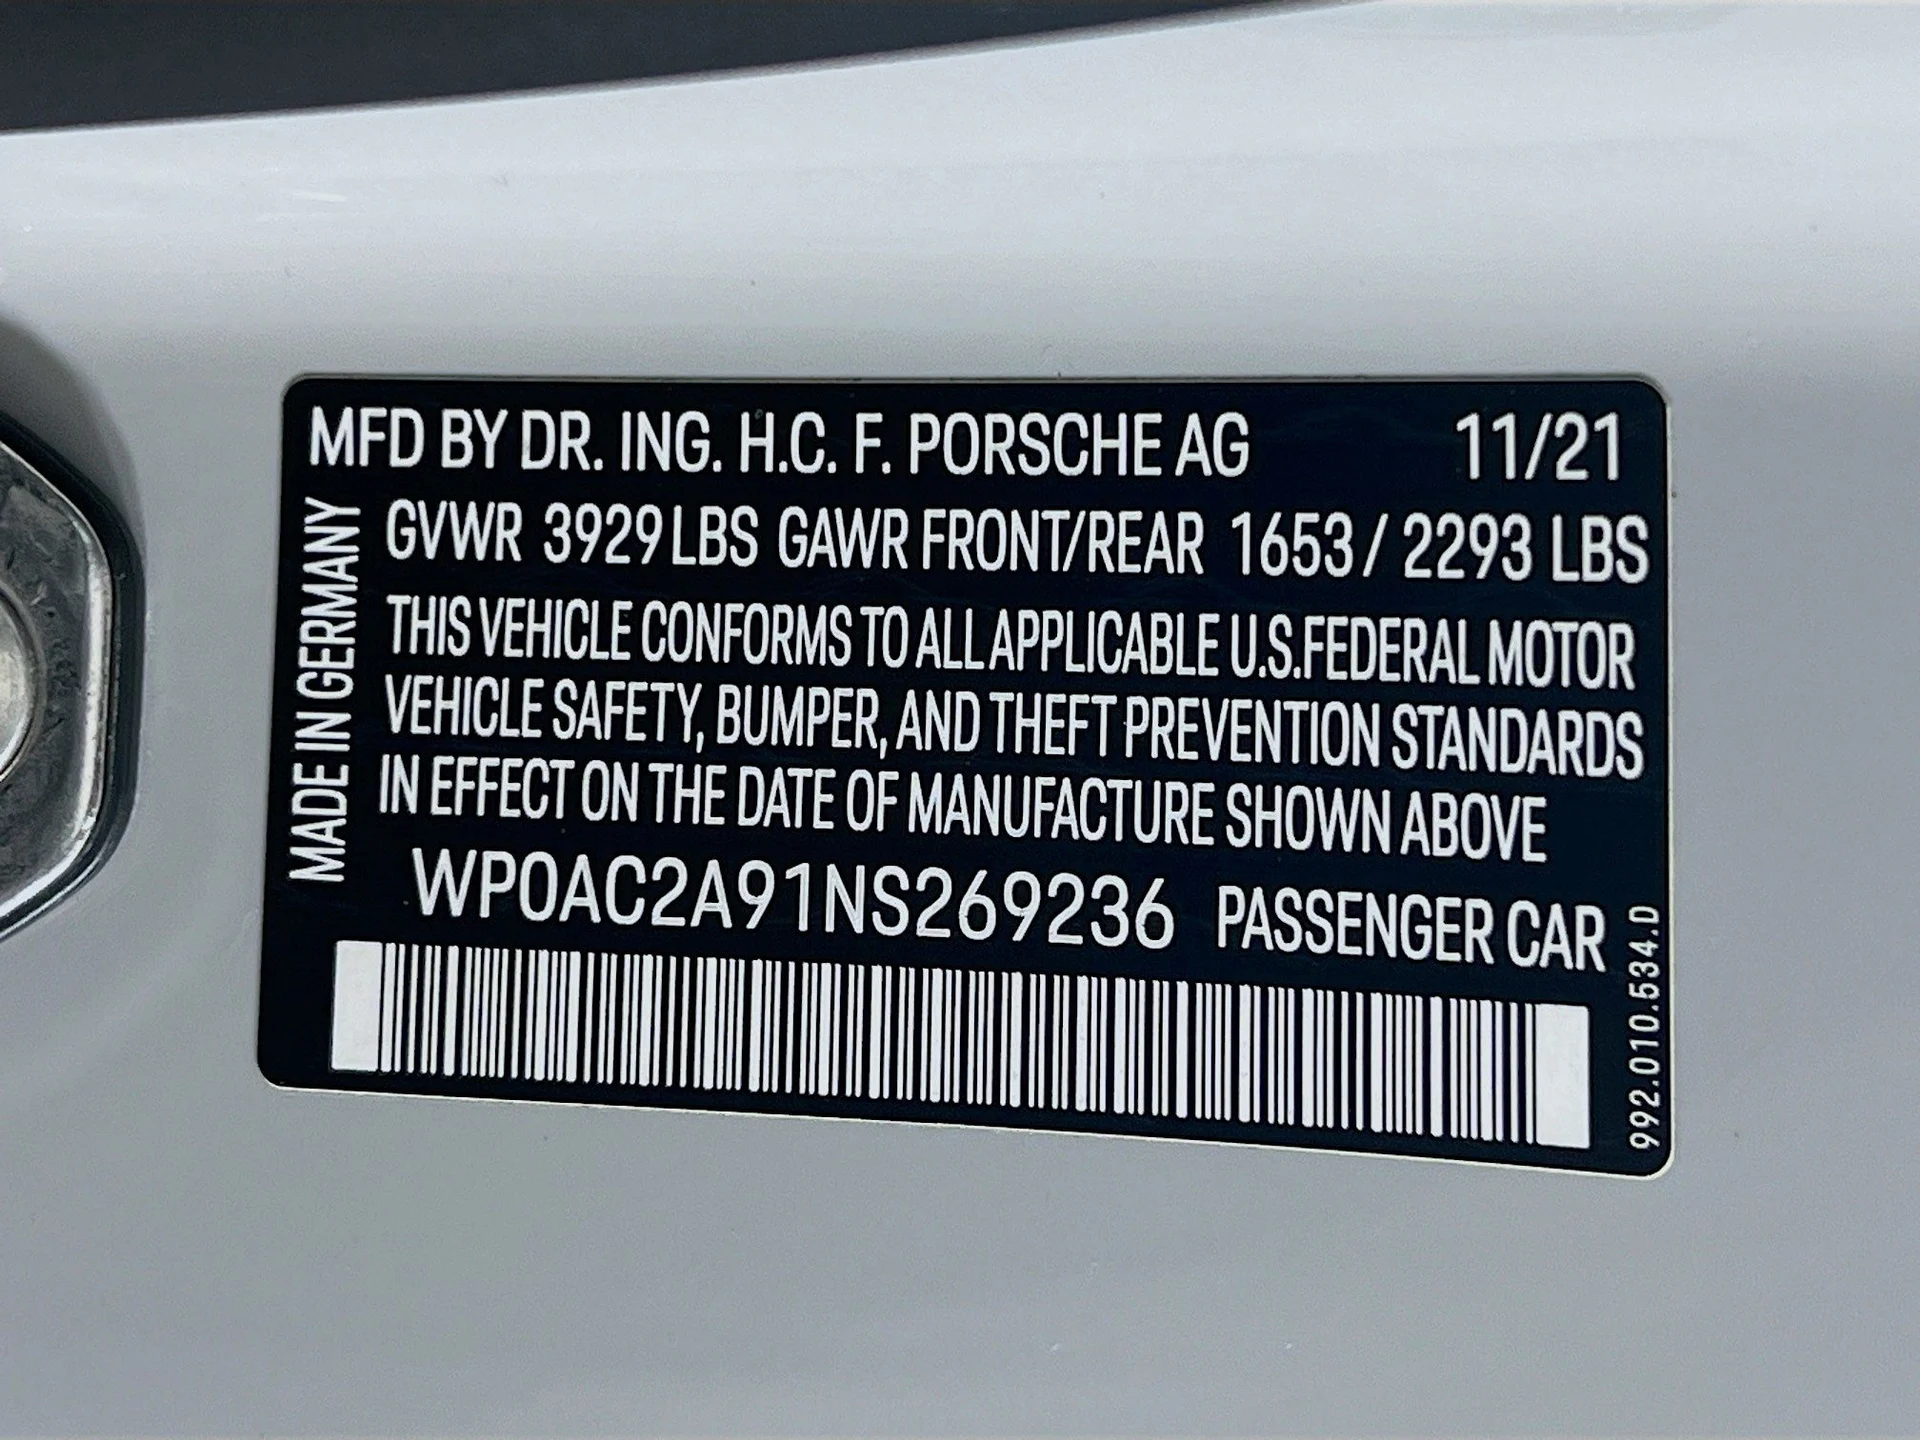 MFD BY DR. ING. H.C. F. PORSCHE AG 11/21
GVWR 3929 LBS GAWR FRONT/REAR 1653 / 2293 LBS
THIS VEHICLE CONFORMS TO ALL APPLICABLE U.S.FEDERAL MOTOR
VEHICLE SAFETY, BUMPER, AND THEFT PREVENTION STANDARDS
IN EFFECT ON THE DATE OF MANUFACTURE SHOWN ABOVE
WP0AC2A91NS269236 PASSENGER CAR
MADE IN GERMANY
992.010.534.D